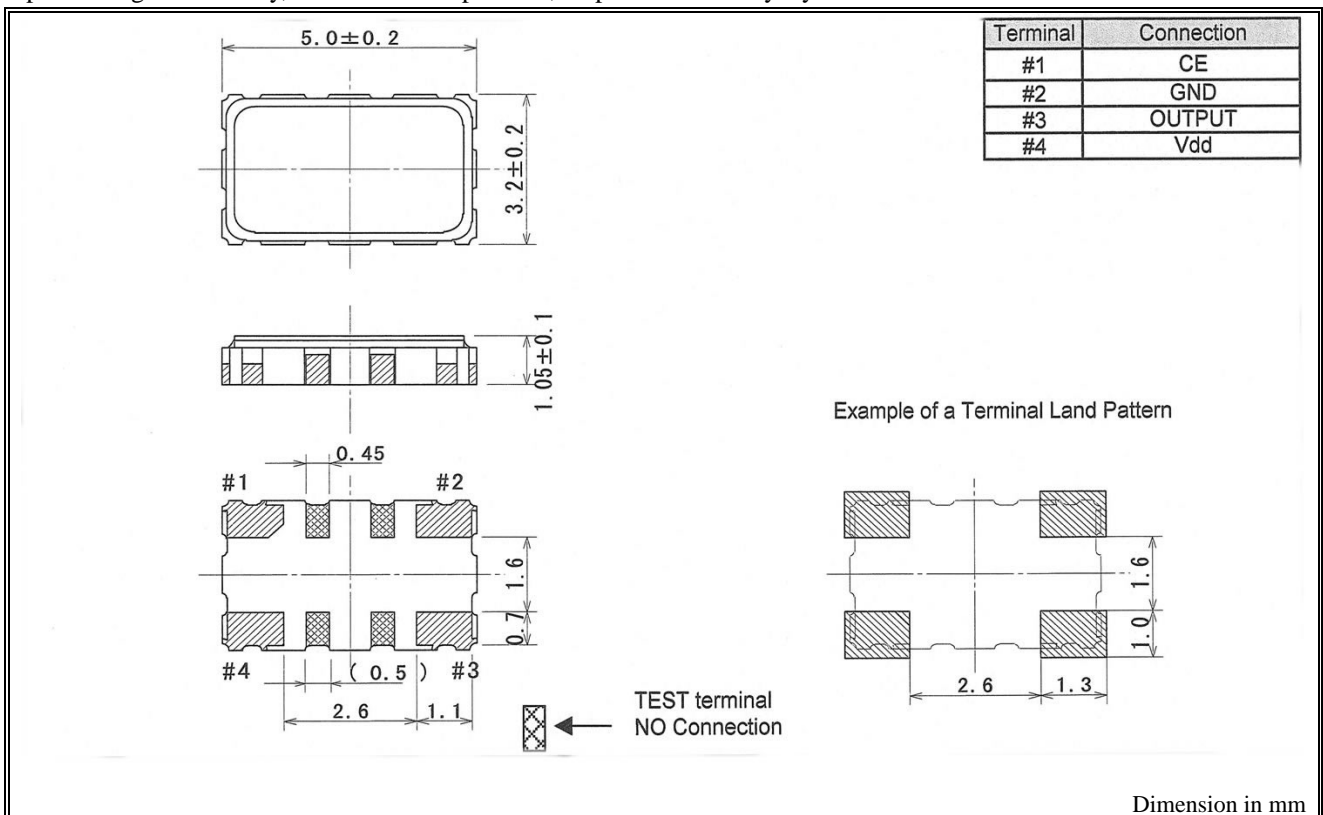 5.0±0.2
3.2±0.2
Terminal Connection
#1 CE
#2 GND
#3 OUTPUT
#4 Vdd
1.05±0.1
Example of a Terminal Land Pattern
0.45
#1 #2
1.6
0.7
#4 (0.5) #3
2.6 1.1
TEST terminal
NO Connection
1.6
1.0
2.6 1.3
Dimension in mm